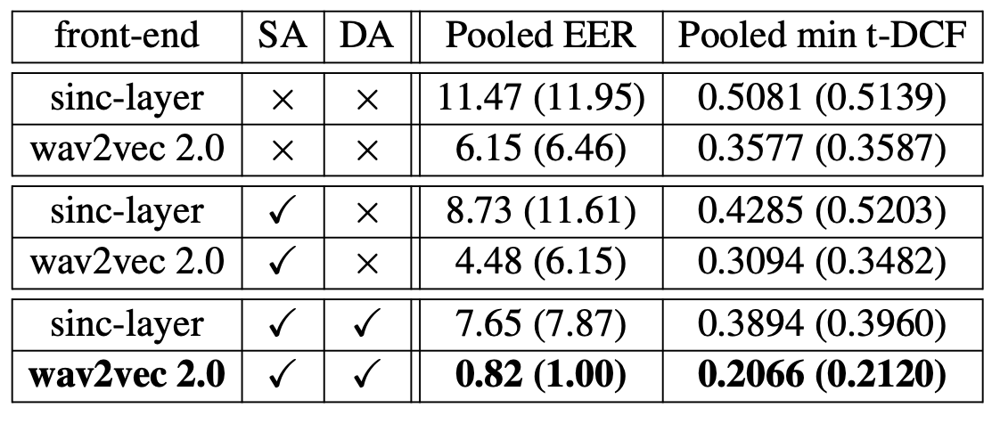 front-end SA DA Pooled EER Pooled min t-DCF
sinc-layer × × 11.47 (11.95) 0.5081 (0.5139)
wav2vec 2.0 × × 6.15 (6.46) 0.3577 (0.3587)
sinc-layer ✓ × 8.73 (11.61) 0.4285 (0.5203)
wav2vec 2.0 ✓ × 4.48 (6.15) 0.3094 (0.3482)
sinc-layer ✓ ✓ 7.65 (7.87) 0.3894 (0.3960)
wav2vec 2.0 ✓ ✓ 0.82 (1.00) 0.2066 (0.2120)